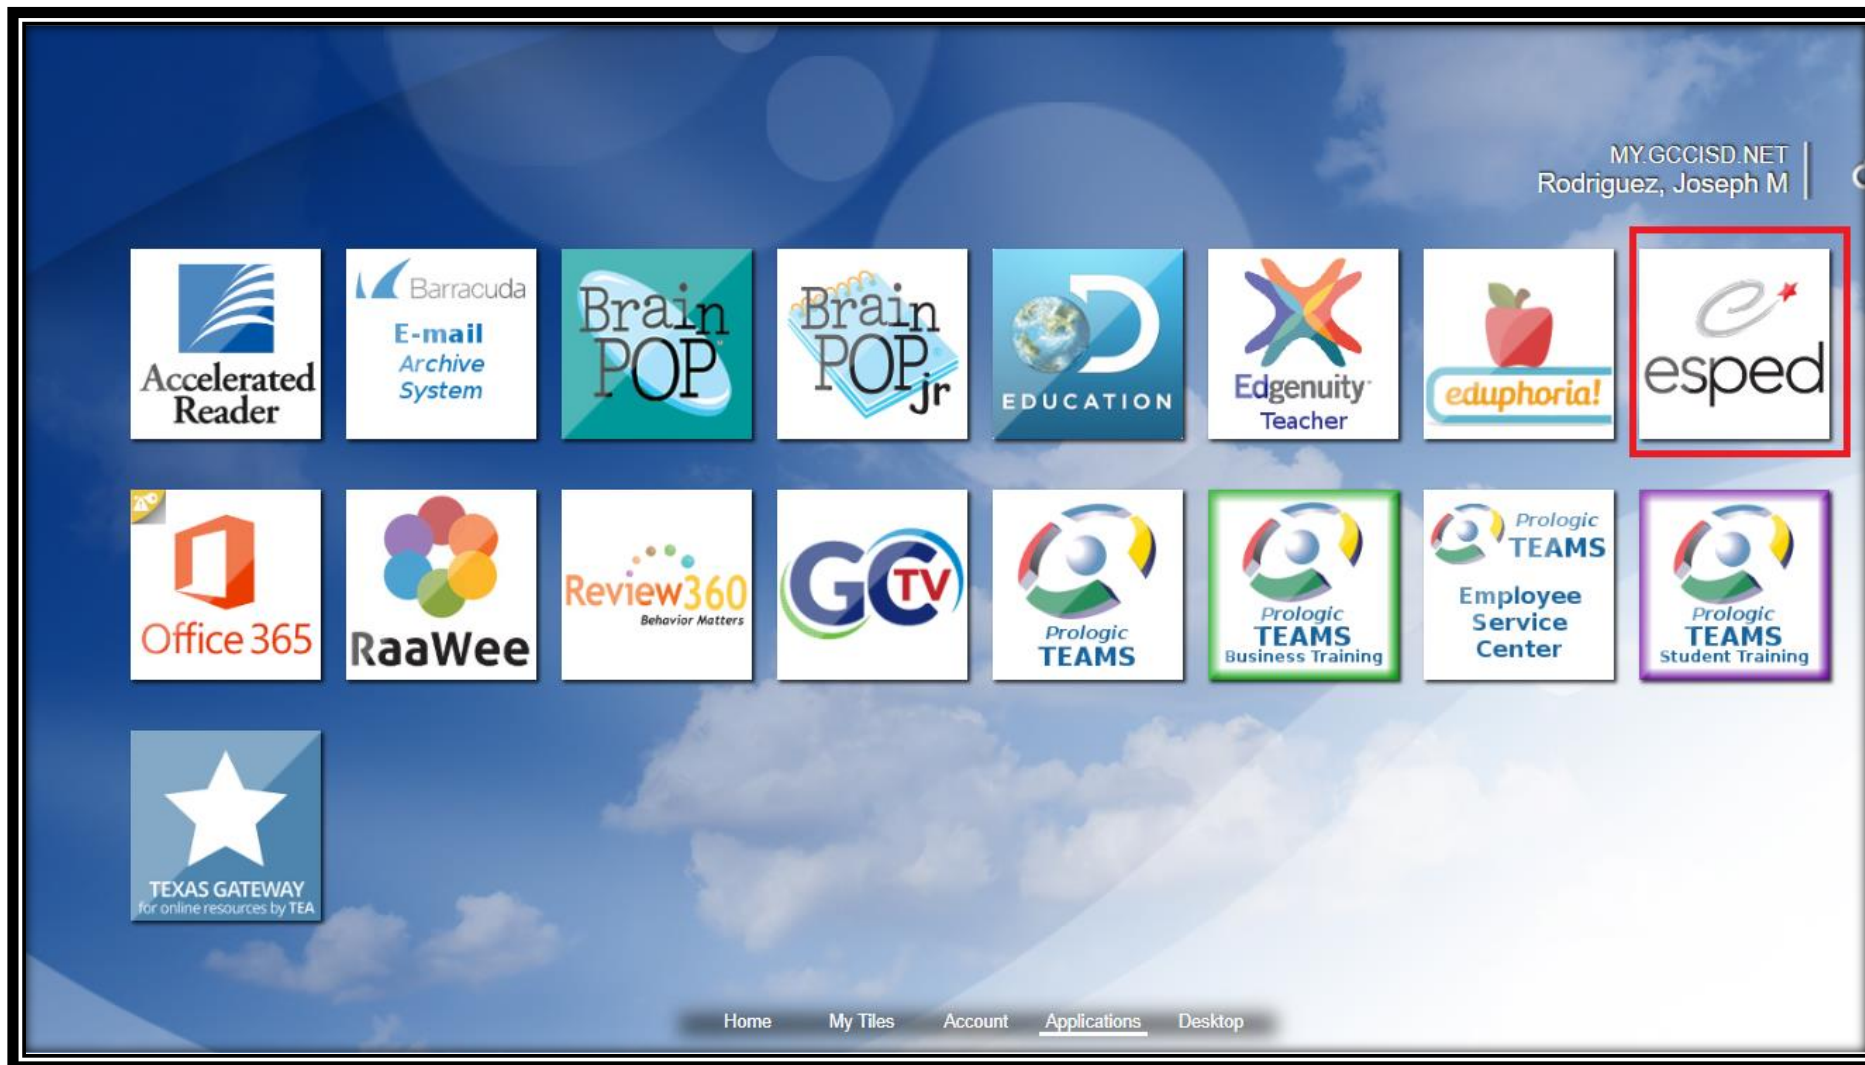 MY.GCCISD.NET
Rodriguez, Joseph M
Accelerated
Reader
Barracuda
E-mail
Archive
System
Brain
POP
Brain
POP
jr
D
EDUCATION
Edgenuity
Teacher
eduphoria!
e
esped
Office 365
RaaWee
Review360
Behavior Matters
GCTV
Prologic
TEAMS
Prologic
TEAMS
Business Training
Prologic
TEAMS
Employee
Service
Center
Prologic
TEAMS
Student Training
TEXAS GATEWAY
for online resources by TEA
Home My Tiles Account Applications Desktop